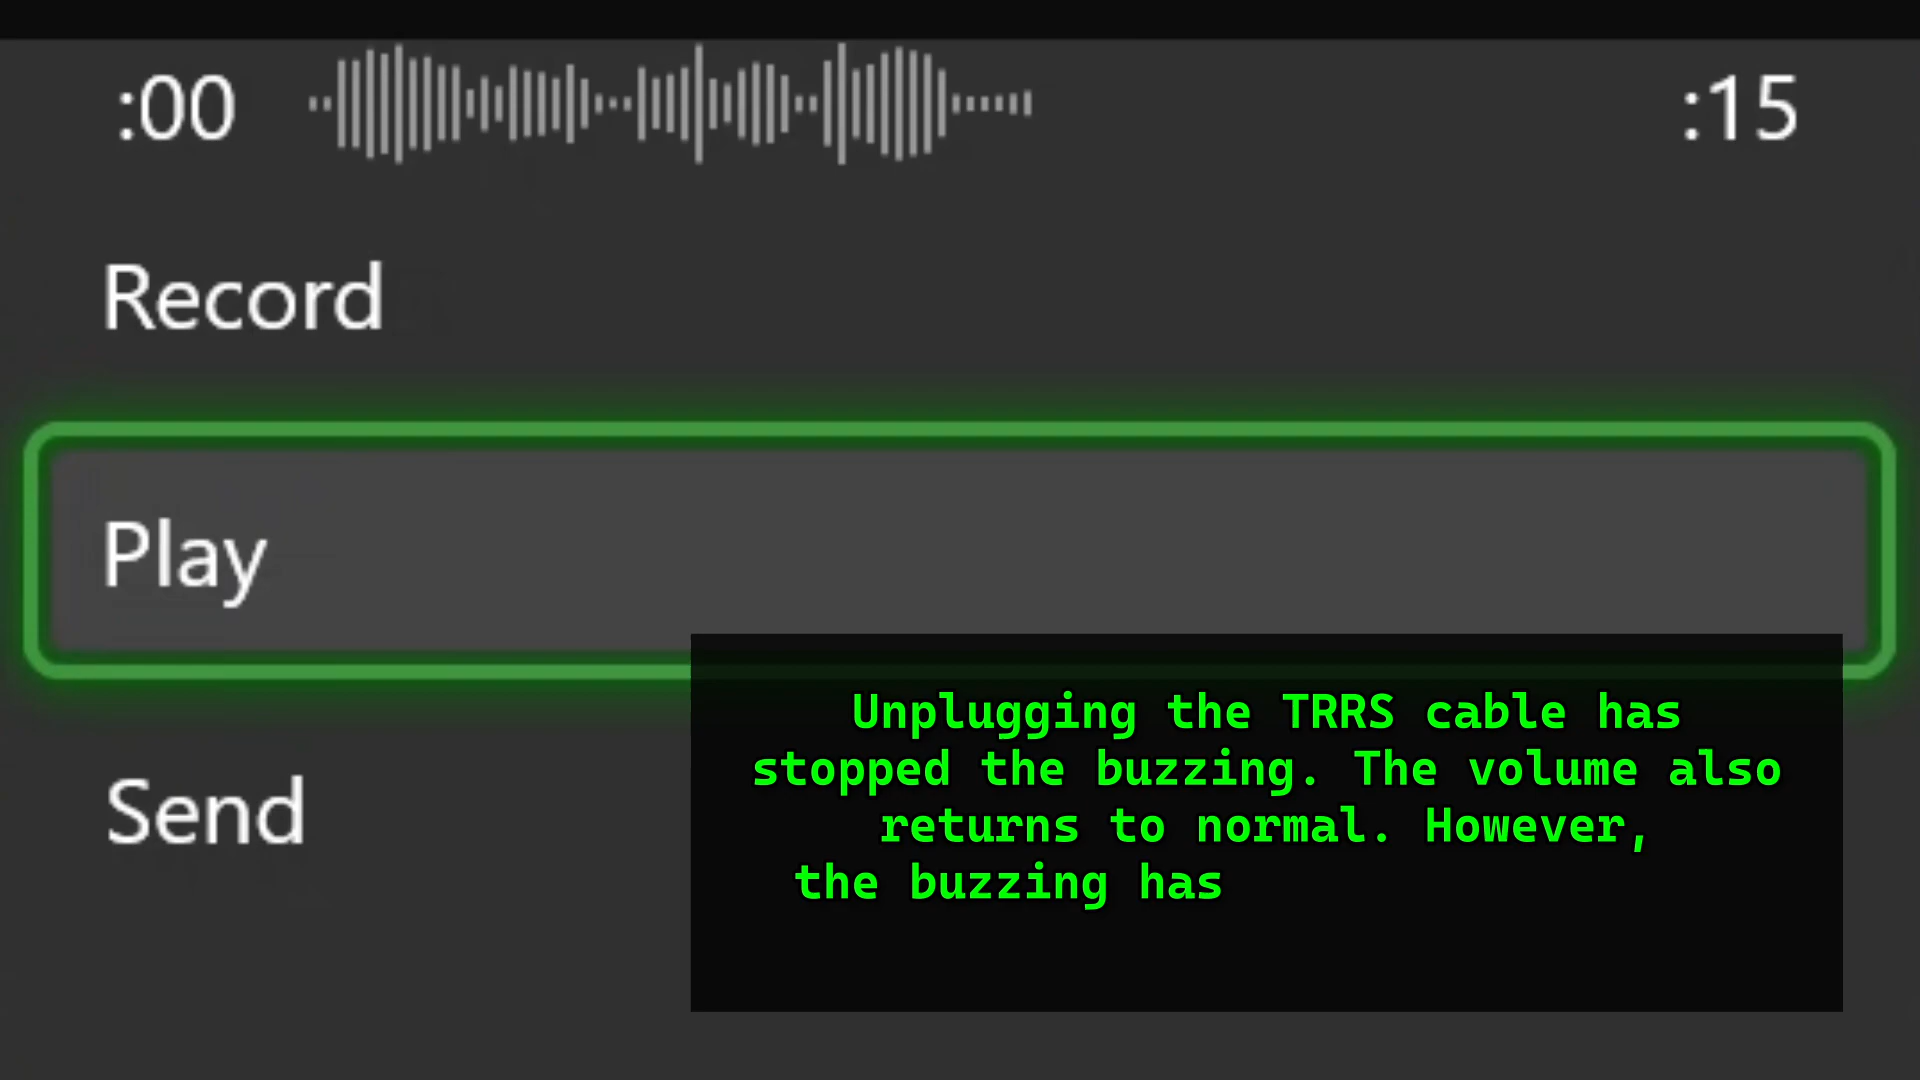 :00
:15
Record
Play
Send
Unplugging the TRRS cable has
stopped the buzzing. The volume also
returns to normal. However,
the buzzing has